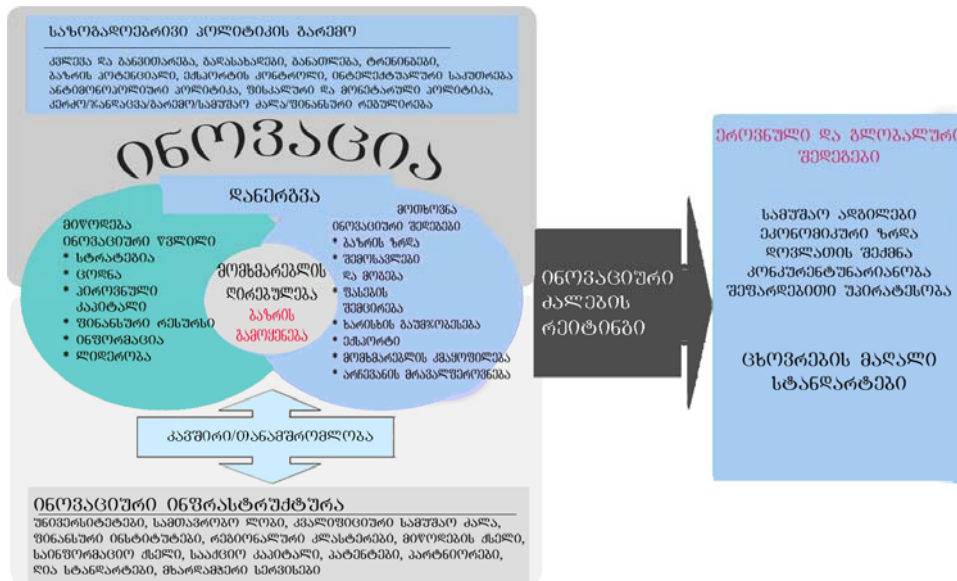 საზოგადოებრივი პოლიტიკის გარემო
კვლევა და განვითარება, გადასახადები, განათლება, ტრენინგები,
ბაზრის პოტენციალი, ექსპორტის კონტროლი, ინტელექტუალური საკუთრება
ანტიმონოპოლიური პოლიტიკა, ფისკალური და მონეტარული პოლიტიკა,
კერძო/ჯანდაცვა/გარემო/სამუშაო ძალა/ფინანსური რეგულირება
ინოვაცია
დანერგვა
მიწოდება
ინოვაციური წვლილი
* სტრატეგია
* ცოდნა
* პიროვნული
კაპიტალი
* ფინანსური რესურსი
* ინფორმაცია
* ლიდერობა
მომხმარებლის
ღირებულება
ბაზრის
გამოყენება
მოთხოვნა
ინოვაციური შედეგები
* ბაზრის ზრდა
* შემოსავლები
და მოგება
* ფასების
შემცირება
* ხარისხის გაუმჯობესება
* ექსპორტი
* მომხმარებლის კმაყოფილება
* არჩევანის მრავალფეროვნება
კავშირი/თანამშრომლობა
ინოვაციური ინფრასტრუქტურა
უნივერსიტეტები, სამთავრობო ლობი, კვალიფიციური სამუშაო ძალა,
ფინანსური ინსტიტუტები, რეგიონალური კლასტერები, მიწოდების ქსელი,
საინფორმაციო ქსელი, სააქციო კაპიტალი, პატენტები, პარტნიორები,
ღია სტანდარტები, მხარდამჭერი სერვისები
ინოვაციური
ძალების
რეიტინგი
ეროვნული და გლობალური
შედეგები
სამუშაო ადგილები
ეკონომიკური ზრდა
დოვლათის შექმნა
კონკურენტუნარიანობა
შეფარდებითი უპირატესობა
ცხოვრების მაღალი
სტანდარტები